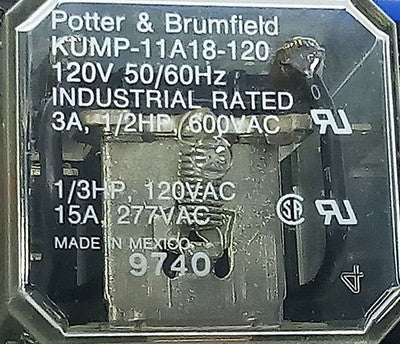 Potter & Brumfield
KUMP-11A18-120
120V 50/60Hz
INDUSTRIAL RATED
3A, 1/2HP, 600VAC
1/3HP, 120VAC
15A, 277VAC
MADE IN MEXICO
9740
4